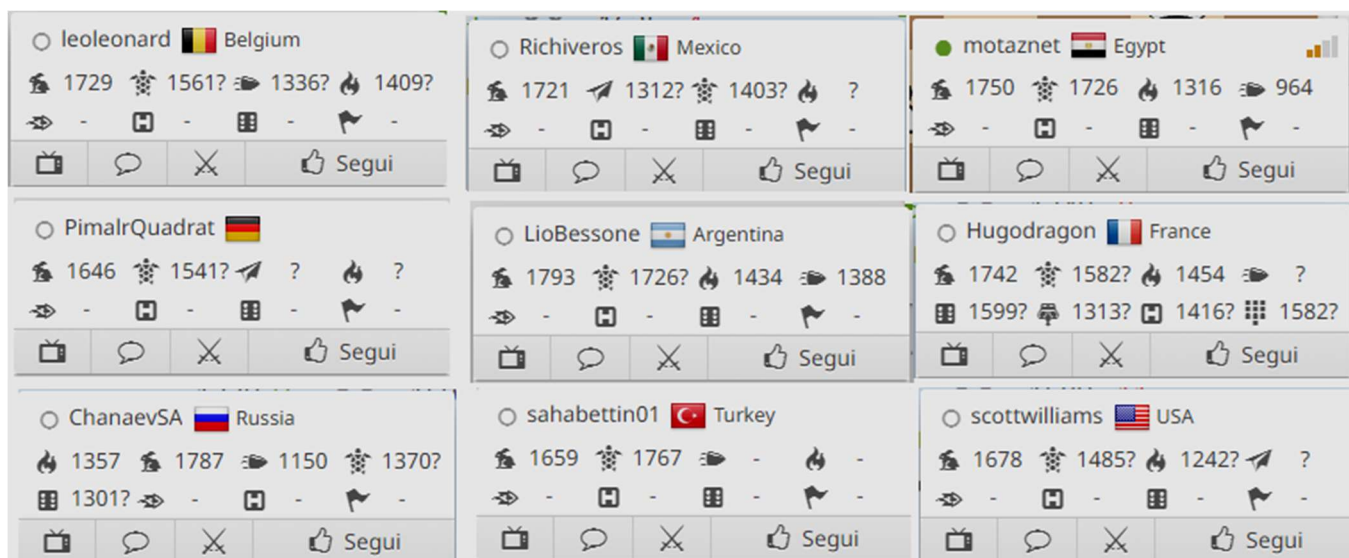 leoleonard Belgium
1729 1561? 1336? 1409?
- - - -
Segui
Richiveros Mexico
1721 1312? 1403? ?
- - - -
Segui
motaznet Egypt
1750 1726 1316 964
- - - -
Segui
PimalrQuadrat
1646 1541? ? ?
- - - -
Segui
LioBessone Argentina
1793 1726? 1434 1388
- - - -
Segui
Hugodragon France
1742 1582? 1454 ?
1599? 1313? 1416? 1582?
Segui
ChanaevSA Russia
1357 1787 1150 1370?
1301? - - -
Segui
sahabettin01 Turkey
1659 1767 - -
- - - -
Segui
scottwilliams USA
1678 1485? 1242? ?
- - - -
Segui